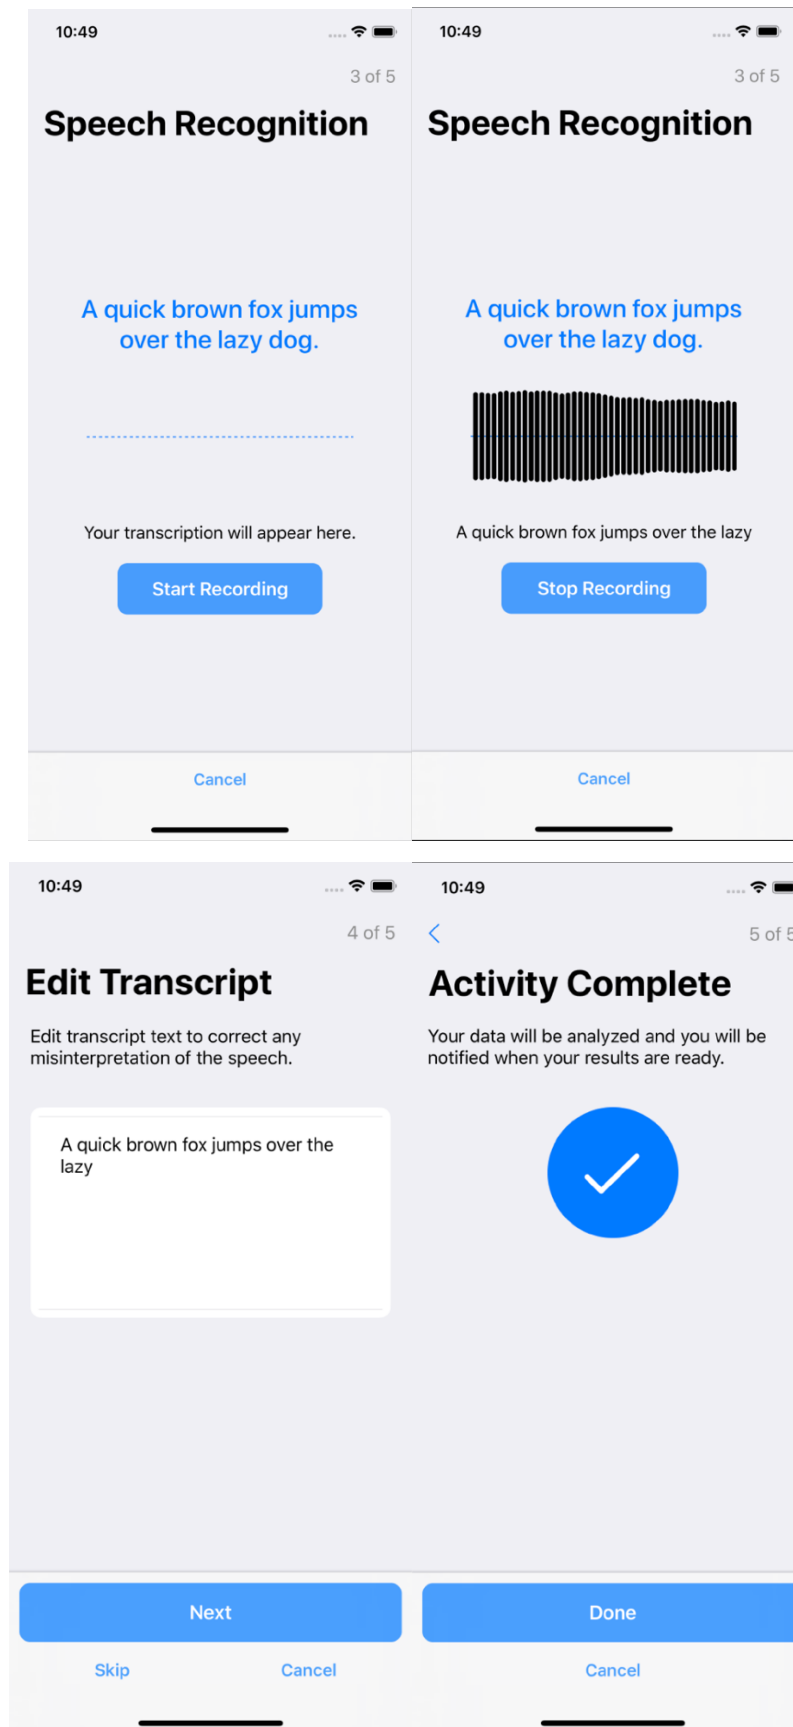 10:49
3 of 5
Speech Recognition
A quick brown fox jumps
over the lazy dog.
Your transcription will appear here.
Start Recording
Cancel
10:49
3 of 5
Speech Recognition
A quick brown fox jumps
over the lazy dog.
A quick brown fox jumps over the lazy
Stop Recording
Cancel
10:49
4 of 5
Edit Transcript
Edit transcript text to correct any
misinterpretation of the speech.
A quick brown fox jumps over the
lazy
Next
Skip
Cancel
10:49
5 of 5
Activity Complete
Your data will be analyzed and you will be
notified when your results are ready.
Done
Cancel